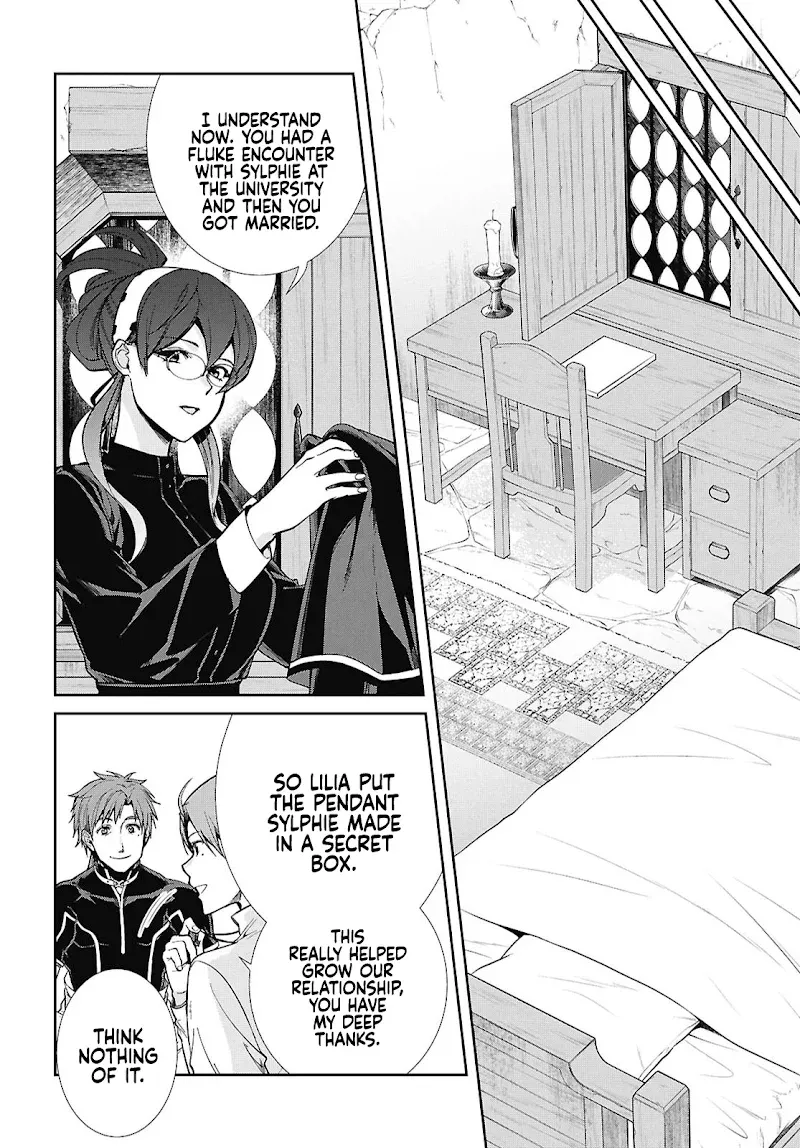 I UNDERSTAND
NOW. YOU HAD A
FLUKE ENCOUNTER
WITH SYLPHIE AT
THE UNIVERSITY
AND THEN YOU
GOT MARRIED.
SO LILIA PUT
THE PENDANT
SYLPHIE MADE
IN A SECRET
BOX.
THIS
REALLY HELPED
GROW OUR
RELATIONSHIP,
YOU HAVE
MY DEEP
THANKS.
THINK
NOTHING
OF IT.